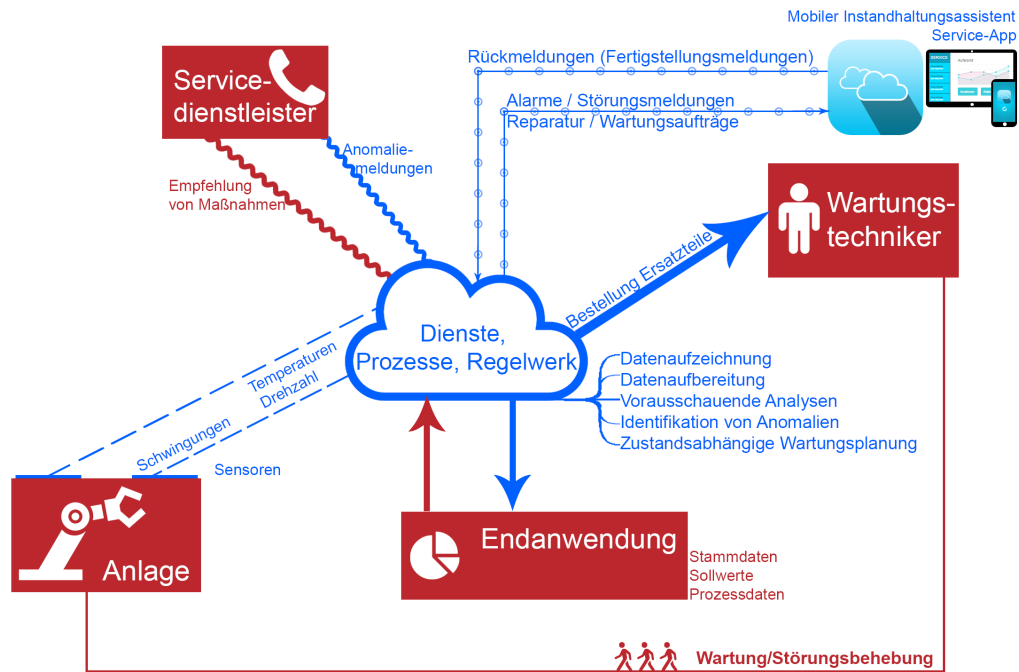 Mobiler Instandhaltungsassistent
Service-App
Rückmeldungen (Fertigstellungsmeldungen)
Alarme / Störungsmeldungen
Reparatur / Wartungsaufträge
Service-
dienstleister
Anomalie-
meldungen
Empfehlung
von Maßnahmen
Wartungs-
techniker
Bestellung Ersatzteile
Dienste,
Prozesse, Regelwerk
Datenaufzeichnung
Datenaufbereitung
Vorausschauende Analysen
Identifikation von Anomalien
Zustandsabhängige Wartungsplanung
Temperaturen
Drehzahl
Schwingungen
Sensoren
Anlage
Endanwendung
Stammdaten
Sollwerte
Prozessdaten
Wartung/Störungsbehebung